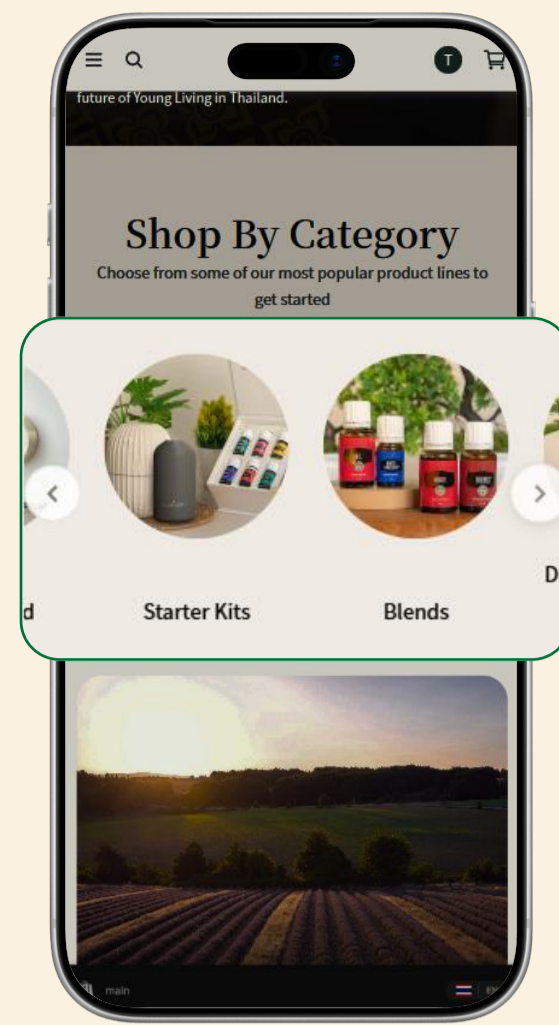 T
future of Young Living in Thailand.
Shop By Category
Choose from some of our most popular product lines to
get started
d
Starter Kits
Blends
D
main